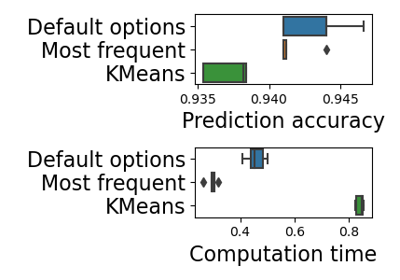 Default options
Most frequent
KMeans
0.935 0.940 0.945
Prediction accuracy
Default options
Most frequent
KMeans
0.4 0.6 0.8
Computation time